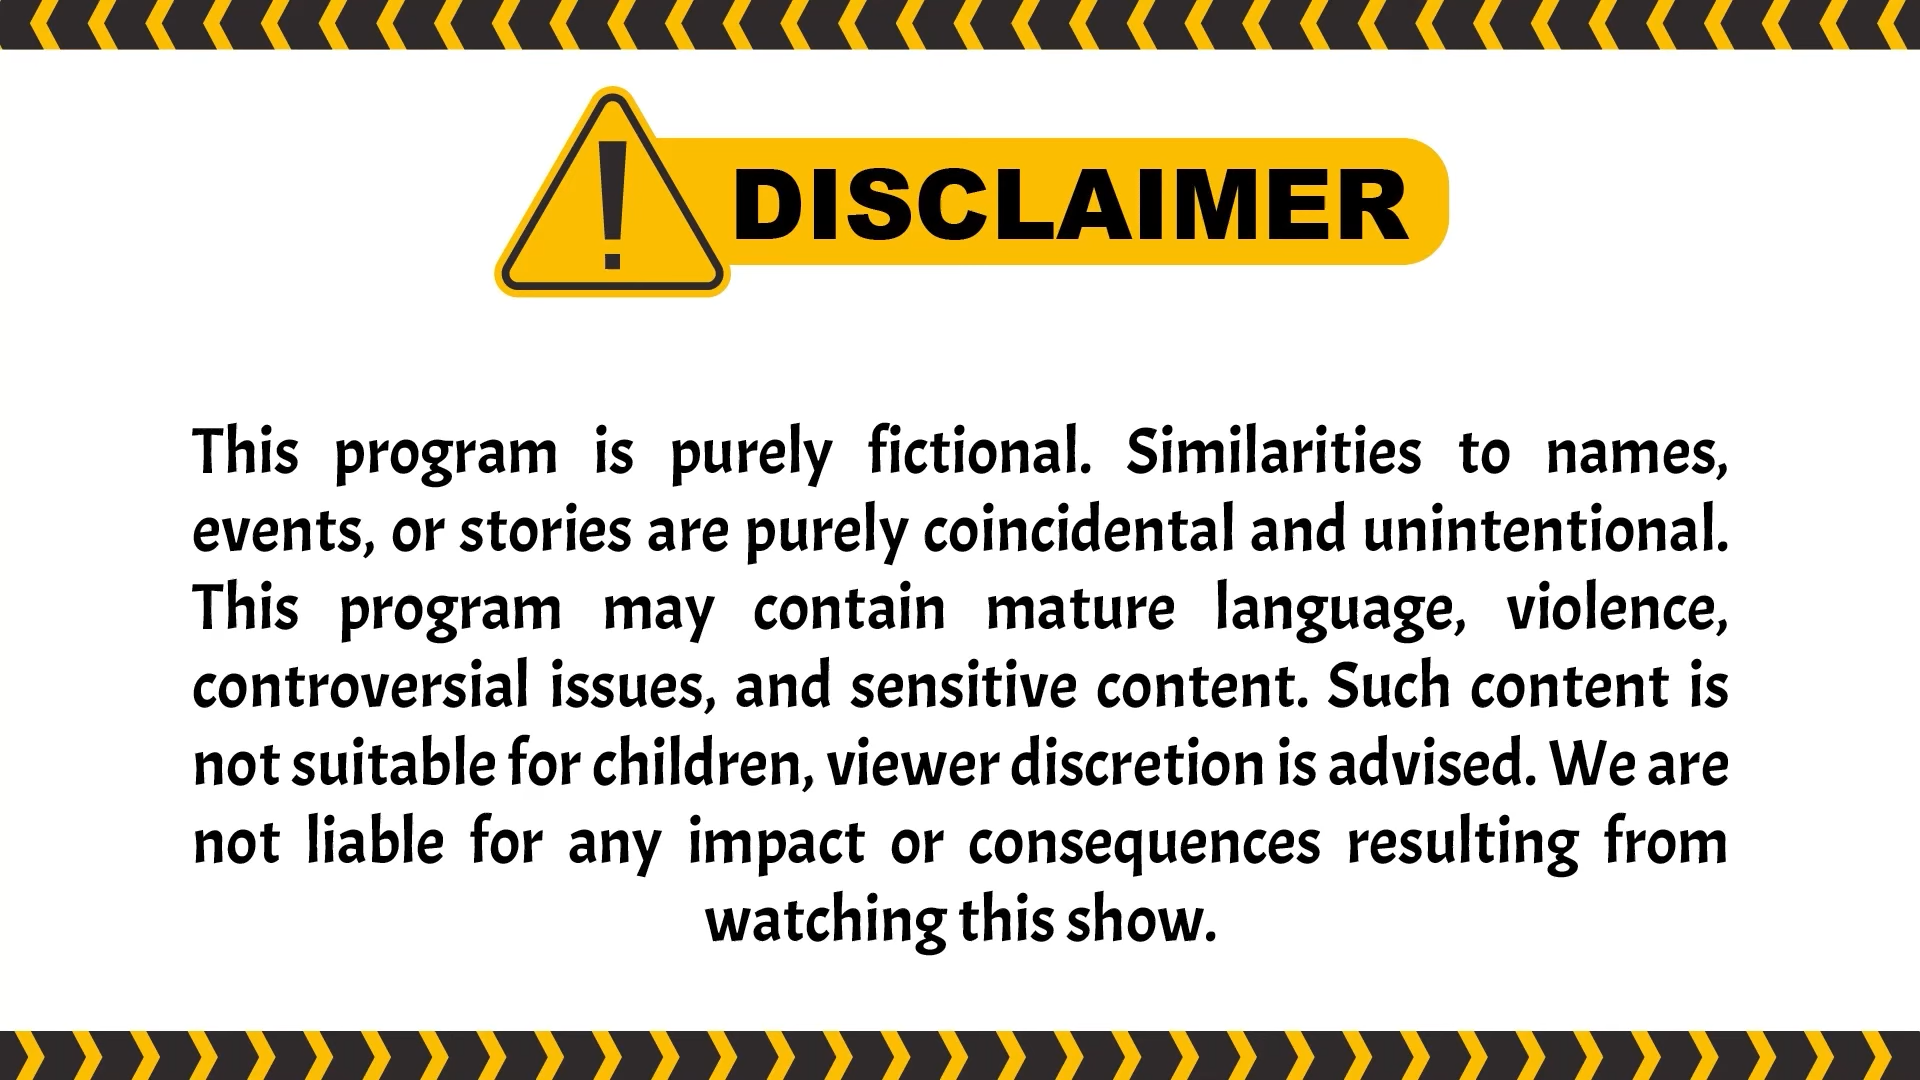 DISCLAIMER
This program is purely fictional. Similarities to names,
events, or stories are purely coincidental and unintentional.
This program may contain mature language, violence,
controversial issues, and sensitive content. Such content is
not suitable for children, viewer discretion is advised. We are
not liable for any impact or consequences resulting from
watching this show.